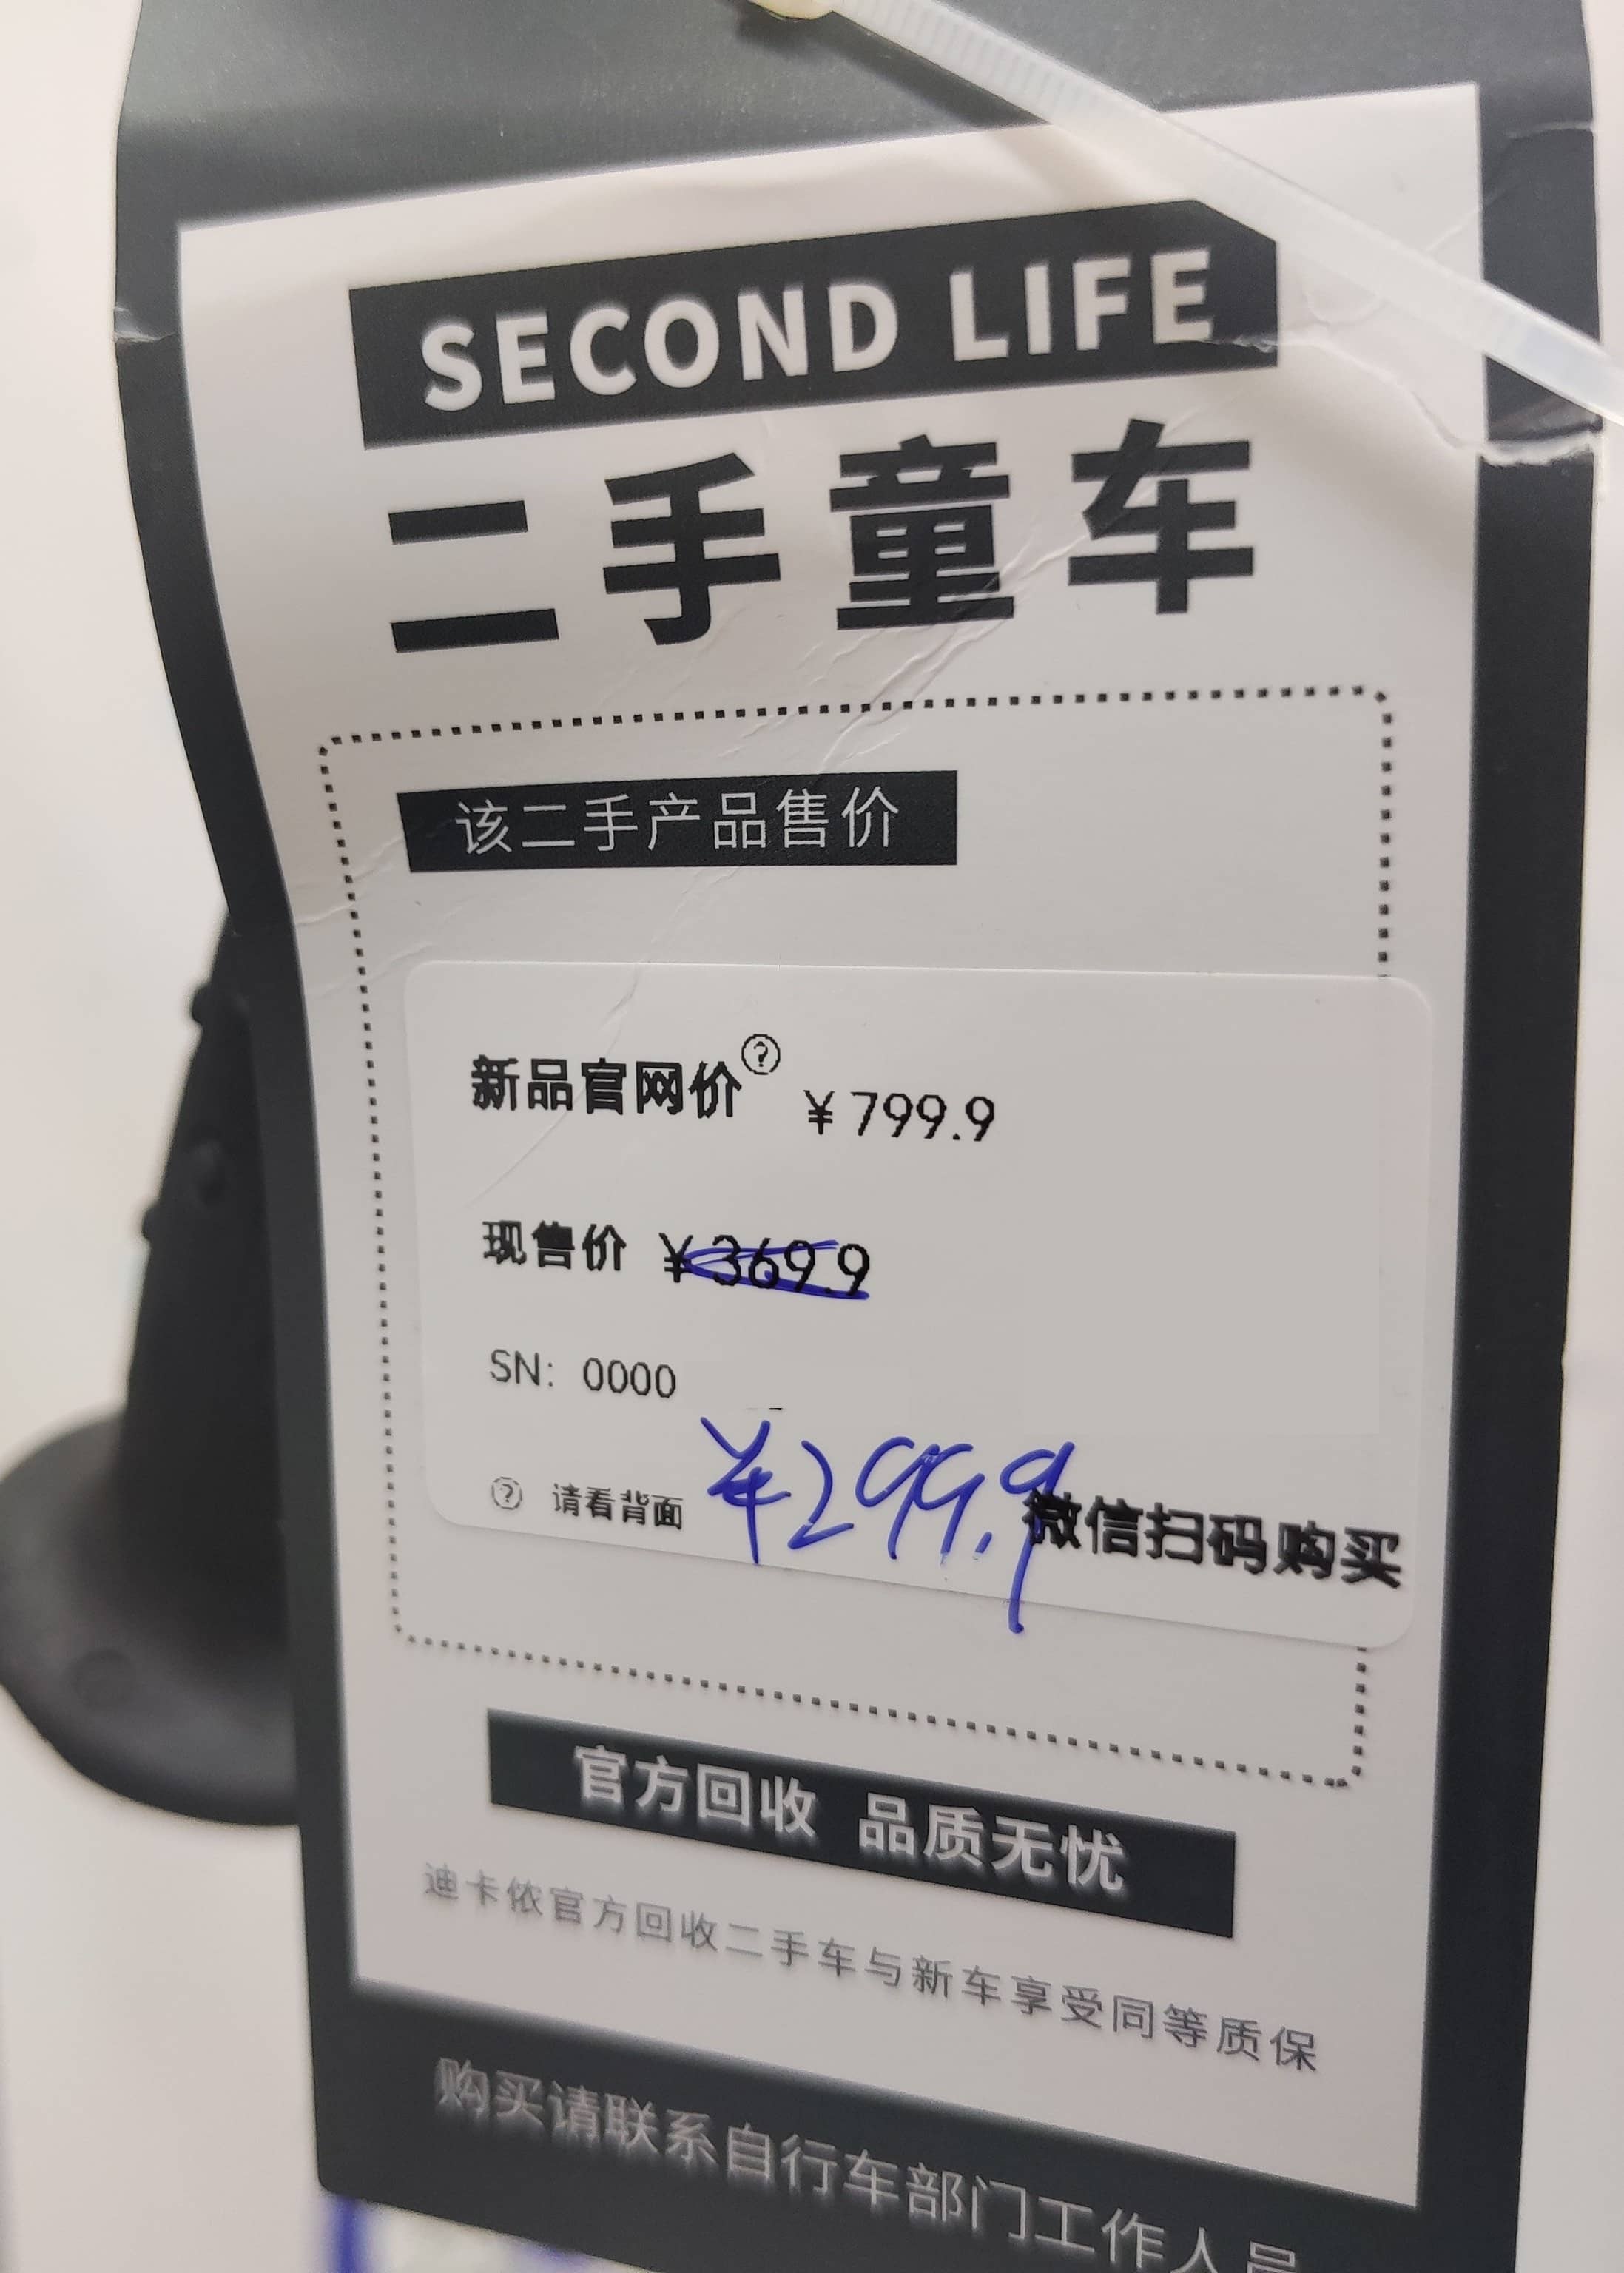 SECOND LIFE
二手童车
该二手产品售价
新品官网价? ¥799.9
现售价 ¥369.9
SN: 0000
¥299.9
? 请看背面
微信扫码购买
官方回收 品质无忧
迪卡侬官方回收二手车与新车享受同等质保
购买请联系自行车部门工作人员